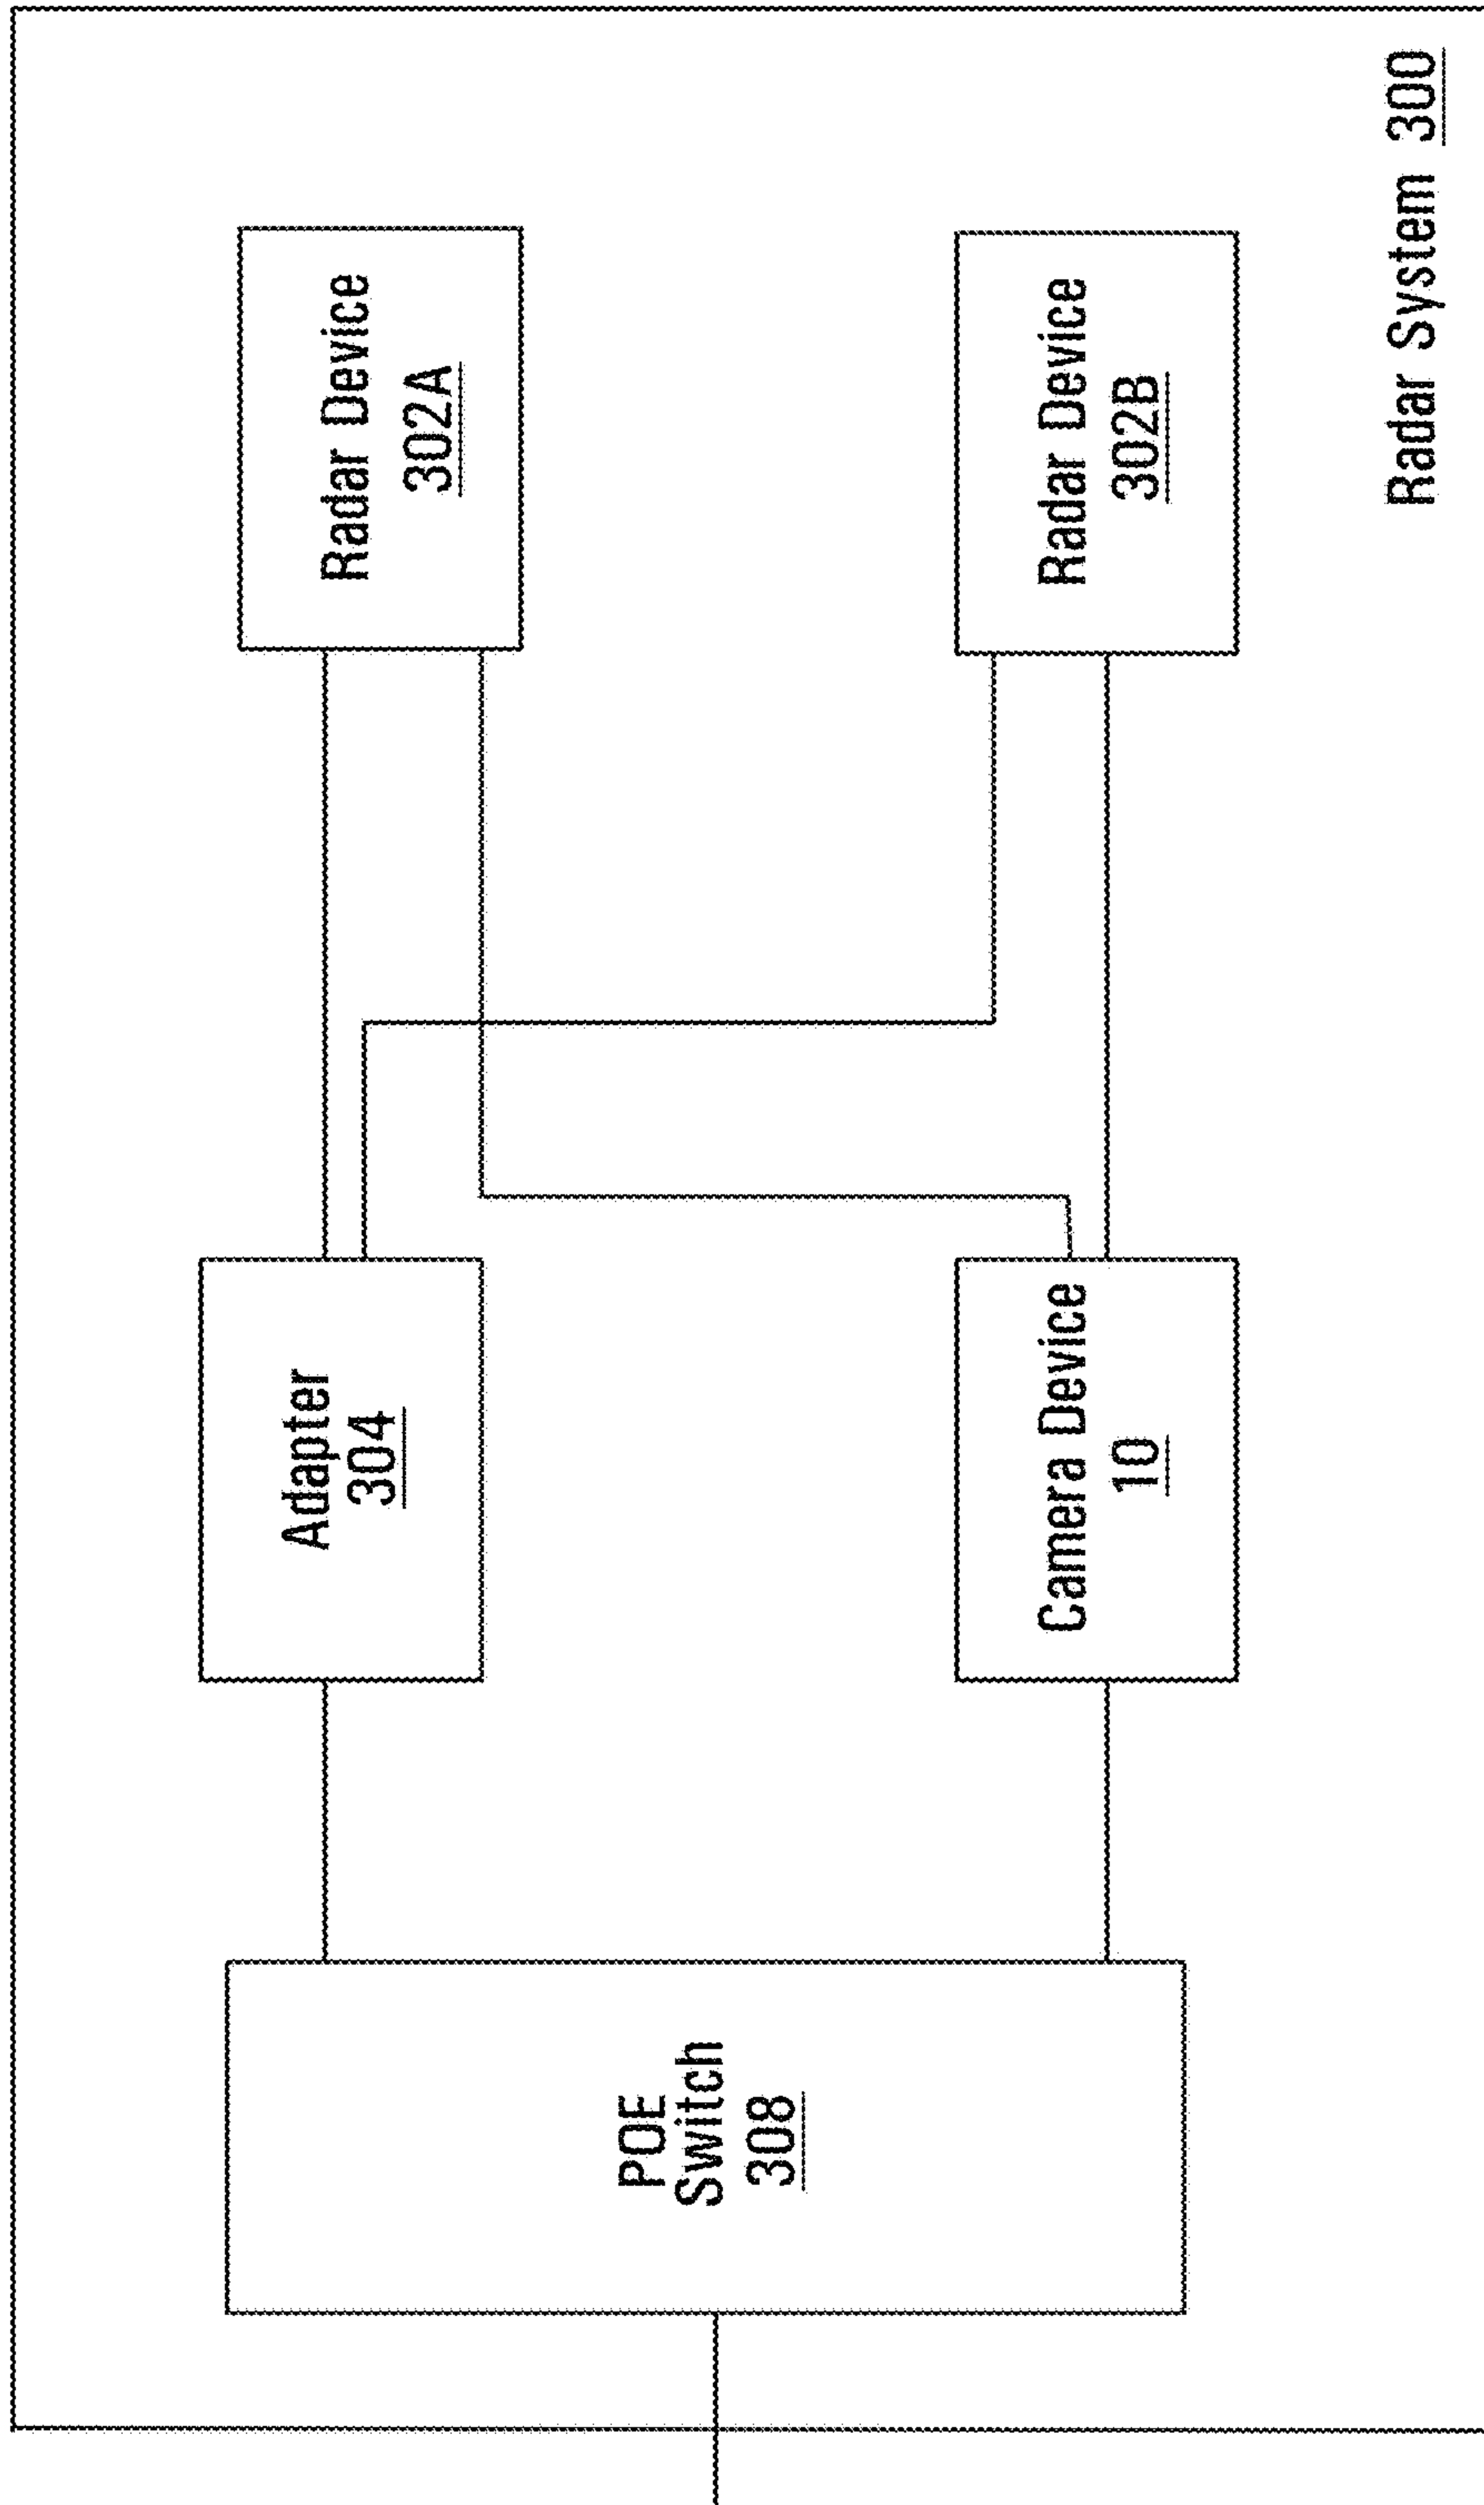 POE
Switch
308
Adapter
304
Radar Device
302A
Camera Device
10
Radar Device
302B
Radar System 300